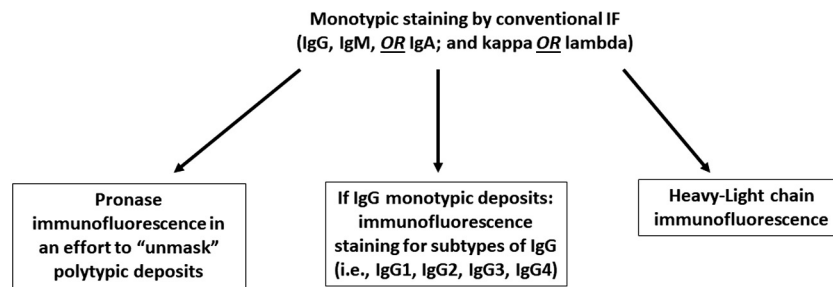 Monotypic staining by conventional IF
(IgG, IgM, OR IgA; and kappa OR lambda)
Pronase
immunofluorescence in
an effort to “unmask”
polytypic deposits
If IgG monotypic deposits:
immunofluorescence
staining for subtypes of IgG
(i.e., IgG1, IgG2, IgG3, IgG4)
Heavy-Light chain
immunofluorescence